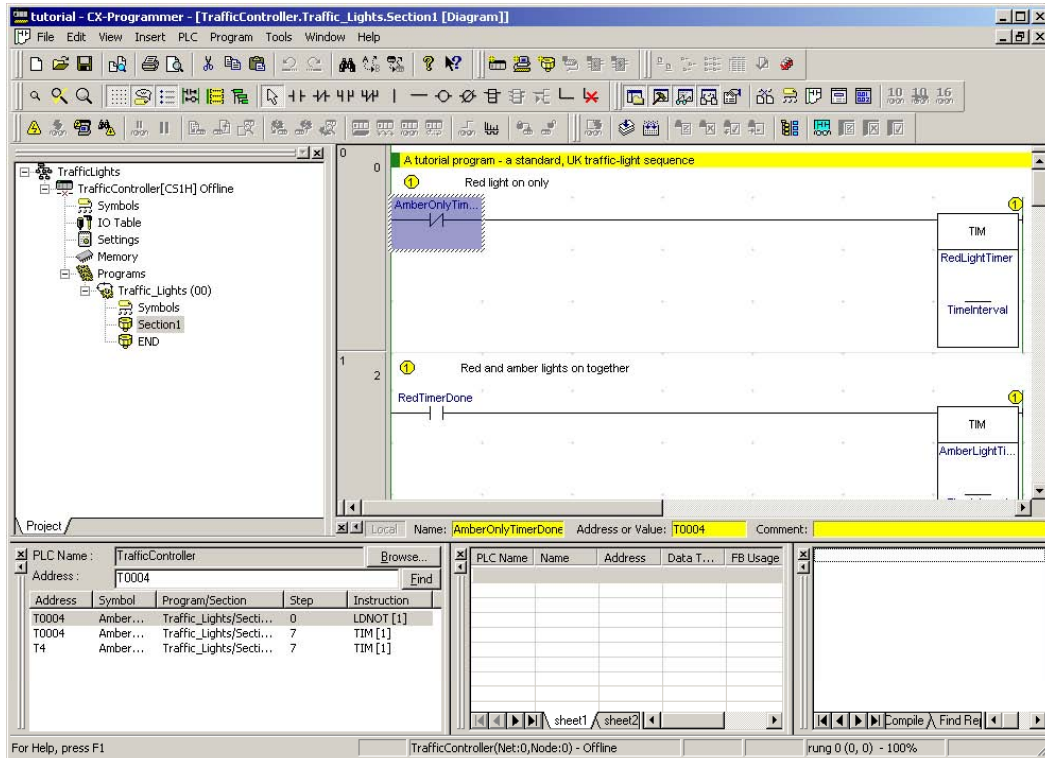 tutorial - CX-Programmer - [TrafficController.Traffic_Lights.Section1 [Diagram]]
File Edit View Insert PLC Program Tools Window Help
10 10 16
TrafficLights
TrafficController[CS1H] Offline
Symbols
IO Table
Settings
Memory
Programs
Traffic_Lights (00)
Symbols
Section1
END
Project
0
0
A tutorial program - a standard, UK traffic-light sequence
1
Red light on only
AmberOnlyTim...
1
TIM
RedLightTimer
TimeInterval
1
2
1
Red and amber lights on together
RedTimerDone
1
TIM
AmberLightTi...
Local Name: AmberOnlyTimerDone Address or Value: T0004 Comment:
PLC Name : TrafficController Browse...
Address : T0004 Find
Address Symbol Program/Section Step Instruction
T0004 Amber... Traffic_Lights/Secti... 0 LDNOT [1]
T0004 Amber... Traffic_Lights/Secti... 7 TIM [1]
T4 Amber... Traffic_Lights/Secti... 7 TIM [1]
PLC Name Name Address Data T... FB Usage
sheet1 sheet2
Compile Find Rep
For Help, press F1
TrafficController(Net:0,Node:0) - Offline
rung 0 (0, 0) - 100%